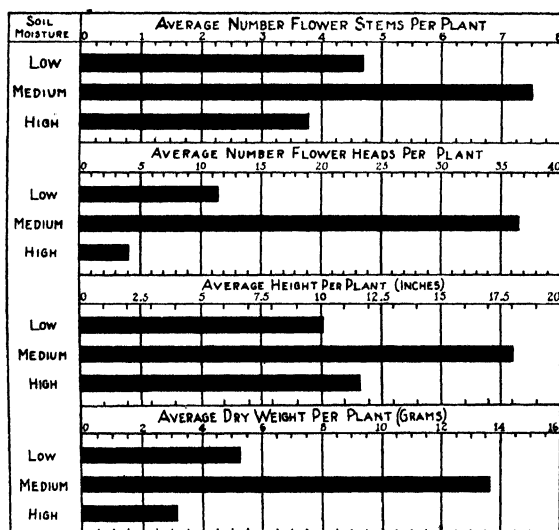 SOIL MOISTURE
AVERAGE NUMBER FLOWER STEMS PER PLANT
0 1 2 3 4 5 6 7 8
LOW
MEDIUM
HIGH
AVERAGE NUMBER FLOWER HEADS PER PLANT
0 5 10 15 20 25 30 35 40
LOW
MEDIUM
HIGH
AVERAGE HEIGHT PER PLANT (INCHES)
0 2.5 5 7.5 10 12.5 15 17.5 20
LOW
MEDIUM
HIGH
AVERAGE DRY WEIGHT PER PLANT (GRAMS)
0 2 4 6 8 10 12 14 16
LOW
MEDIUM
HIGH